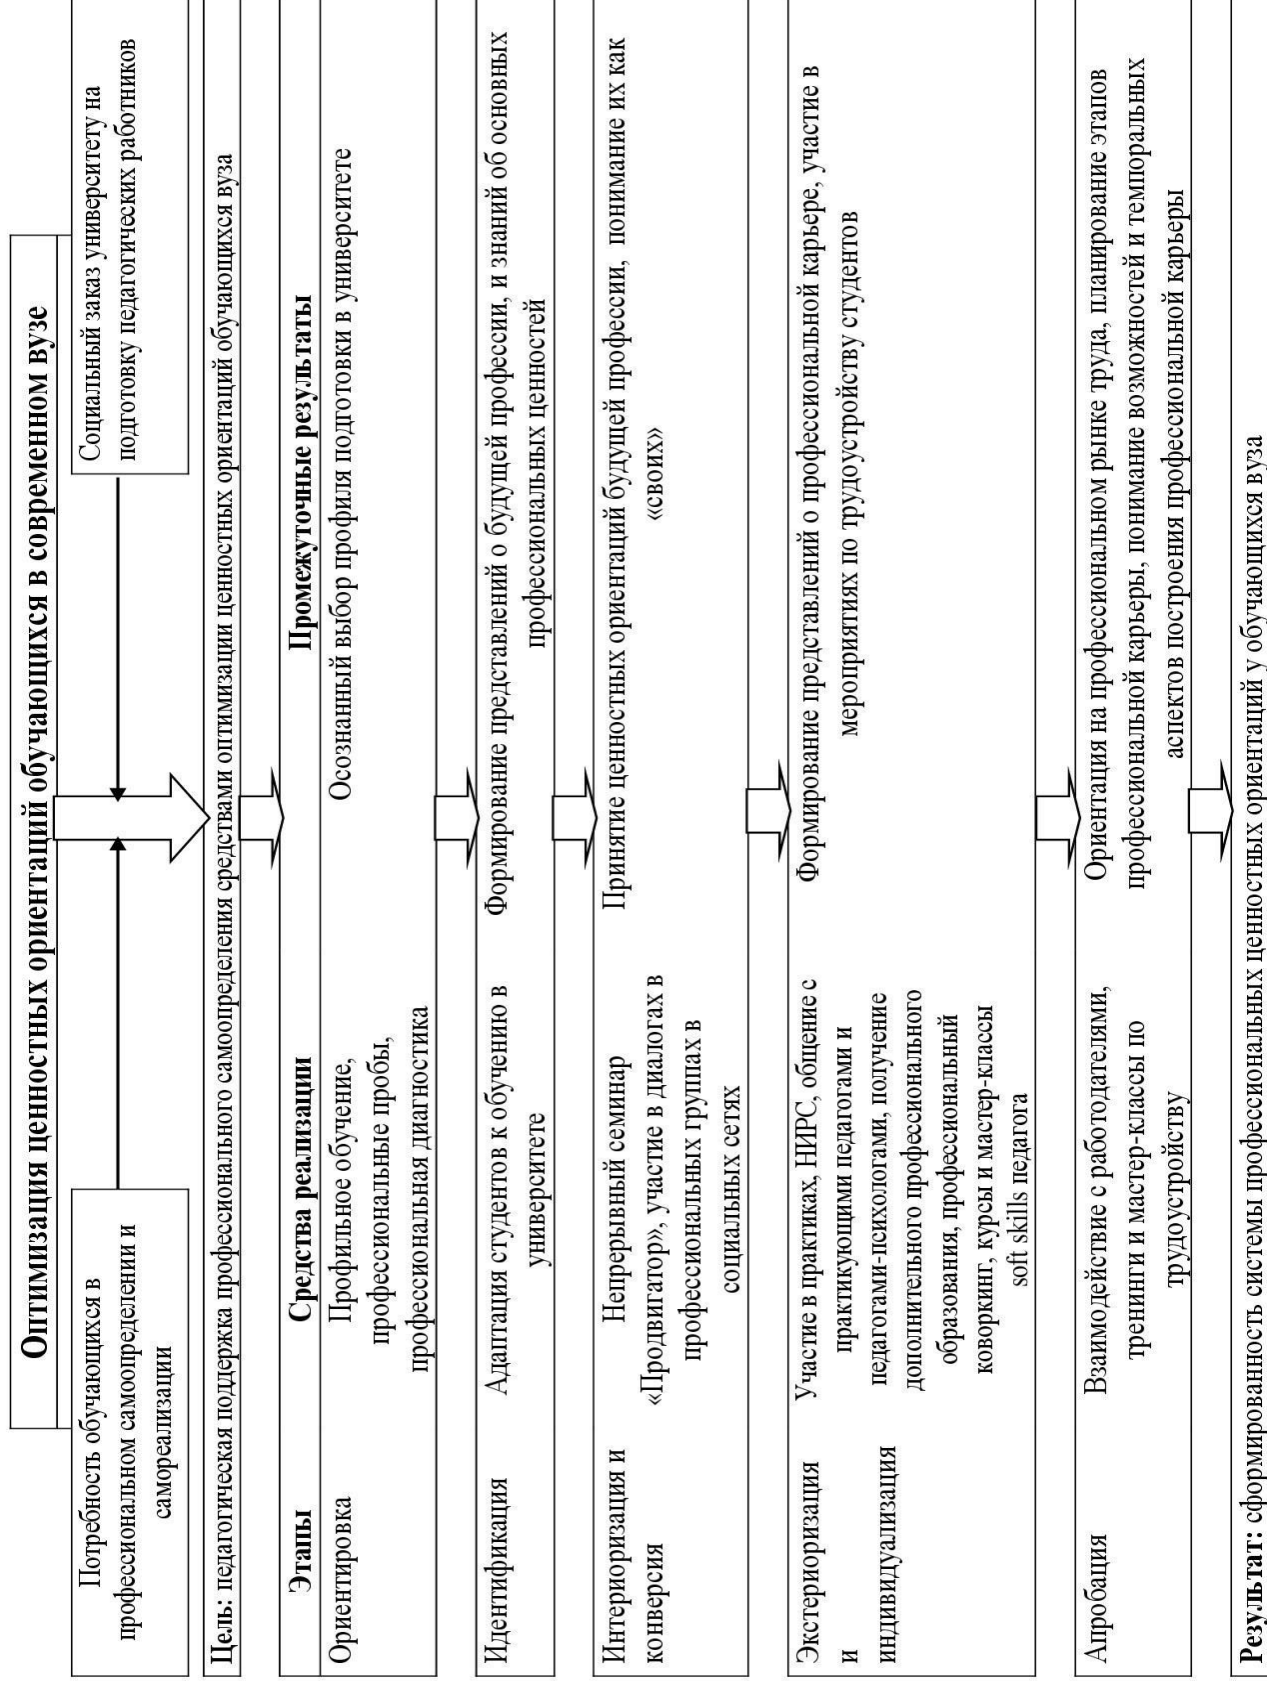 Оптимизация ценностных ориентаций обучающихся в современном вузе
Потребность обучающихся в
профессиональном самоопределении и
самореализации
Социальный заказ университету на
подготовку педагогических работников
Цель: педагогическая поддержка профессионального самоопределения средствами оптимизации ценностных ориентаций обучающихся вуза
Этапы
Средства реализации
Промежуточные результаты
Ориентировка
Профильное обучение,
профессиональные пробы,
профессиональная диагностика
Осознанный выбор профиля подготовки в университете
Идентификация
Адаптация студентов к обучению в
университете
Формирование представлений о будущей профессии, и знаний об основных
профессиональных ценностей
Интериоризация и
конверсия
Непрерывный семинар
«Продвигатор», участие в диалогах в
профессиональных группах в
социальных сетях
Принятие ценностных ориентаций будущей профессии, понимание их как
«своих»
Экстериоризация
и
индивидуализация
Участие в практиках, НИРС, общение с
практикующими педагогами и
педагогами-психологами, получение
дополнительного профессионального
образования, профессиональный
коворкинг, курсы и мастер-классы
soft skills педагога
Формирование представлений о профессиональной карьере, участие в
мероприятиях по трудоустройству студентов
Апробация
Взаимодействие с работодателями,
тренинги и мастер-классы по
трудоустройству
Ориентация на профессиональном рынке труда, планирование этапов
профессиональной карьеры, понимание возможностей и темпоральных
аспектов построения профессиональной карьеры
Результат: сформированность системы профессиональных ценностных ориентаций у обучающихся вуза